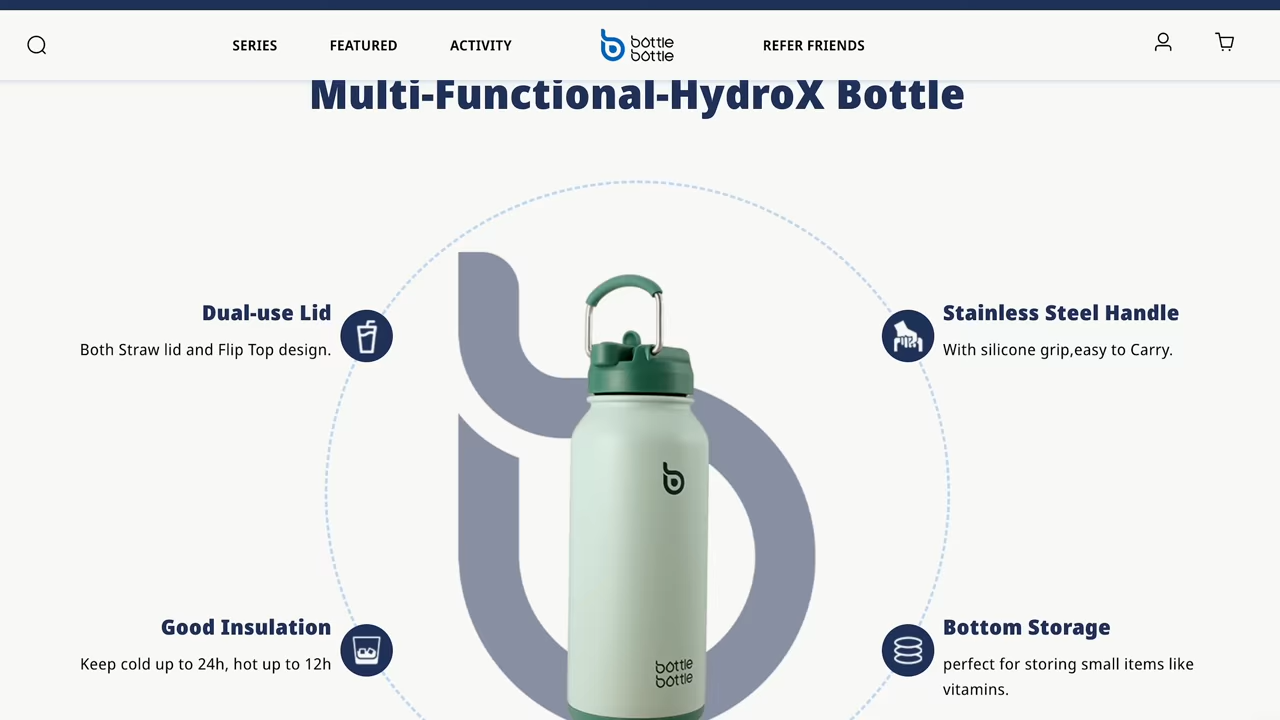 SERIES
FEATURED
ACTIVITY
bottle
bottle
REFER FRIENDS
Multi-Functional-HydroX Bottle
Dual-use Lid
Both Straw lid and Flip Top design.
Stainless Steel Handle
With silicone grip,easy to Carry.
Good Insulation
Keep cold up to 24h, hot up to 12h
Bottom Storage
perfect for storing small items like
vitamins.
bottle
bottle